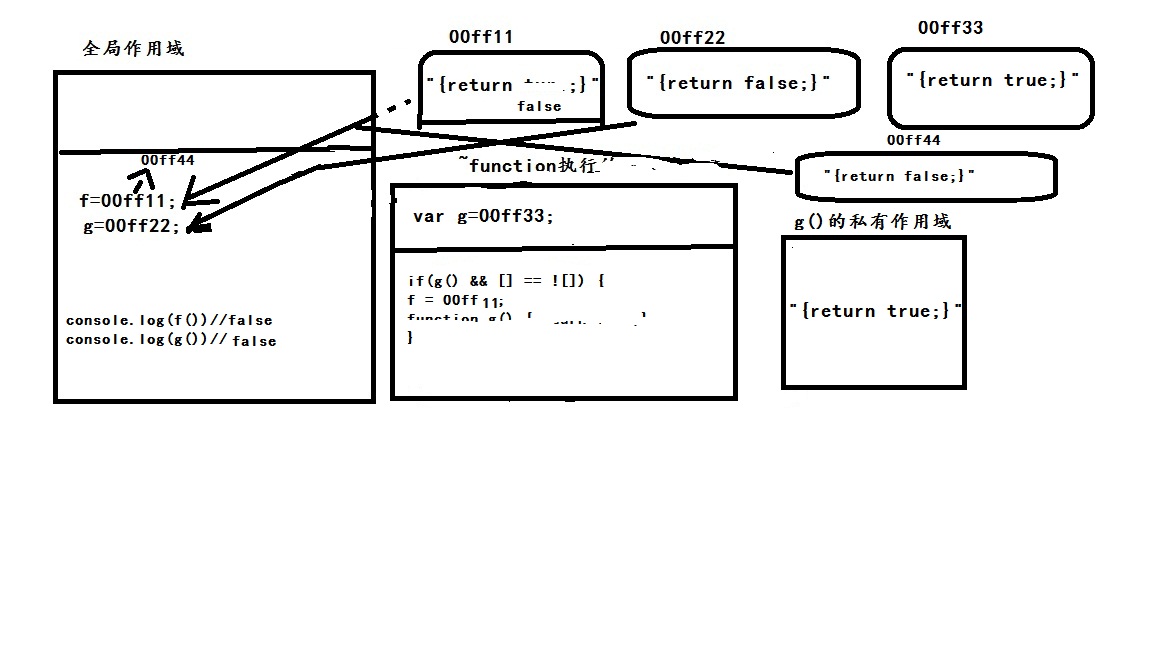 全局作用域
00ff11
00ff22
00ff33
"{return ;}"
false
"{return false;}"
"{return true;}"
00ff44
"{return false;}"
00ff44
f=00ff11;
g=00ff22;
console.log(f())//false
console.log(g())//false
~function执行
var g=00ff33;
if(g() && [] == ![]) {
f = 00ff11;
function g() { }
}
g()的私有作用域
"{return true;}"